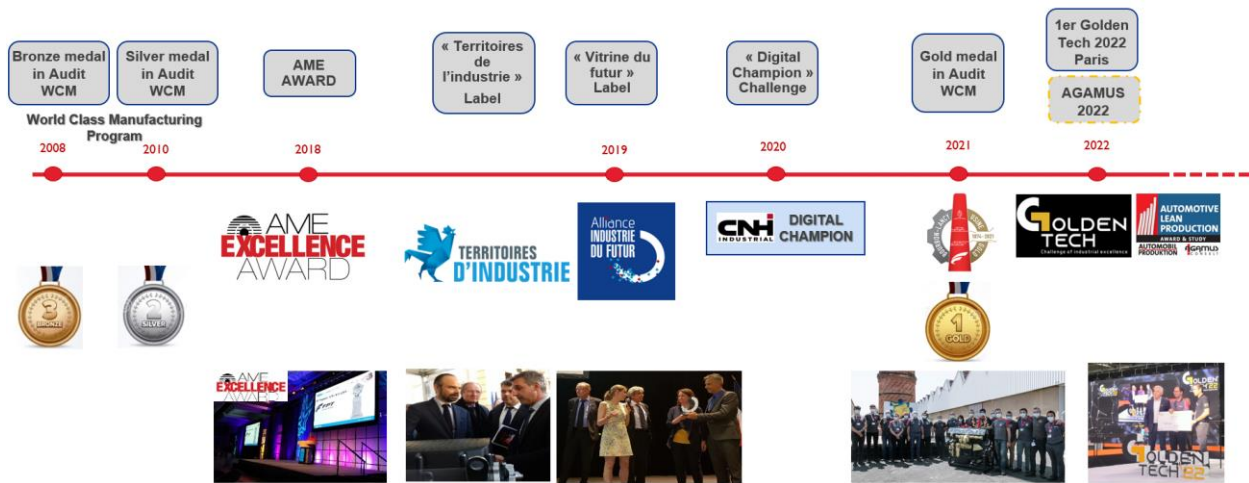 Bronze medal
in Audit
WCM
Silver medal
in Audit
WCM
World Class Manufacturing
Program
AME
AWARD
« Territoires
de
l’industrie »
Label
« Vitrine du
futur »
Label
« Digital
Champion »
Challenge
Gold medal
in Audit
WCM
1er Golden
Tech 2022
Paris
AGAMUS
2022
2008
2010
2018
2019
2020
2021
2022
AME
EXCELLENCE
AWARD
TERRITOIRES
D’INDUSTRIE
Alliance
INDUSTRIE
DU FUTUR
CNH
INDUSTRIAL
DIGITAL
CHAMPION
GOLDEN
TECH
Challenge of industrial excellence
AUTOMOTIVE
LEAN
PRODUCTION
AWARD & STUDY
AUTOMOBIL
PRODUKTION
AGAMUS
CONSULT
3
BRONZE
2
SILVER
1
GOLD
AME
EXCELLENCE
AWARD
GOLDEN
TECH'22